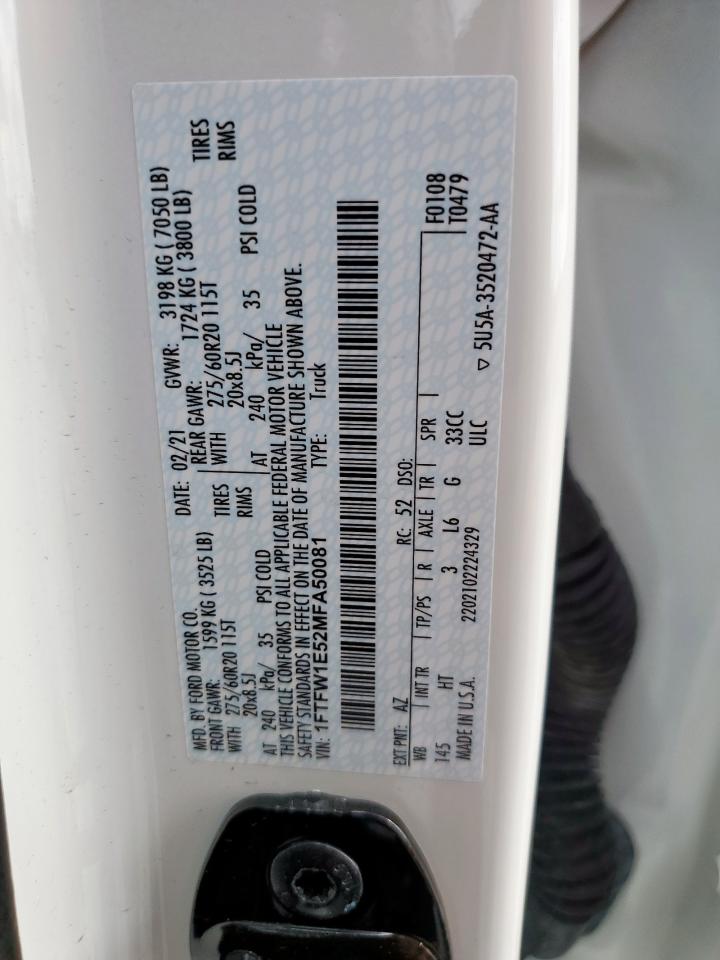 MFD. BY FORD MOTOR CO.
DATE: 02/21 GVWR: 3198 KG ( 7050 LB)
FRONT GAWR: 1599 KG ( 3525 LB) REAR GAWR: 1724 KG ( 3800 LB)
WITH 275/60R20 115T TIRES WITH 275/60R20 115T TIRES
20x8.5J RIMS 20x8.5J RIMS
AT 240 kPa/ 35 PSI COLD AT 240 kPa/ 35 PSI COLD
THIS VEHICLE CONFORMS TO ALL APPLICABLE FEDERAL MOTOR VEHICLE
SAFETY STANDARDS IN EFFECT ON THE DATE OF MANUFACTURE SHOWN ABOVE.
VIN: 1FTFW1E52MFA50081 TYPE: Truck
EXT PNT: AZ RC: 52 DSO:
WB INT TR TP/PS R AXLE TR SPR F0108
145 HT 3 L6 G 33CC T0479
MADE IN U.S.A. 2202102224329 ULC
▽ 5U5A-3520472-AA